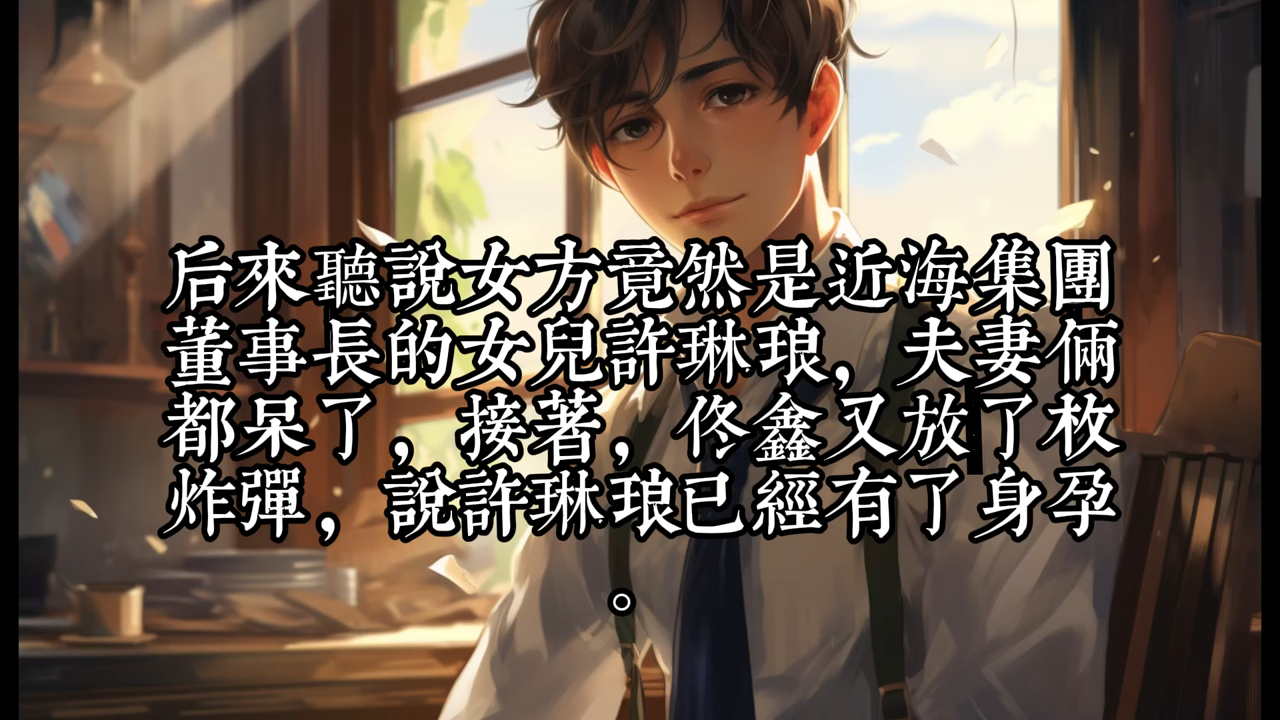 后來聽說女方竟然是近海集團
董事長的女兒許琳琅，夫妻倆
都呆了，接著，佟鑫又放了枚
炸彈，說許琳琅已經有了身孕
。